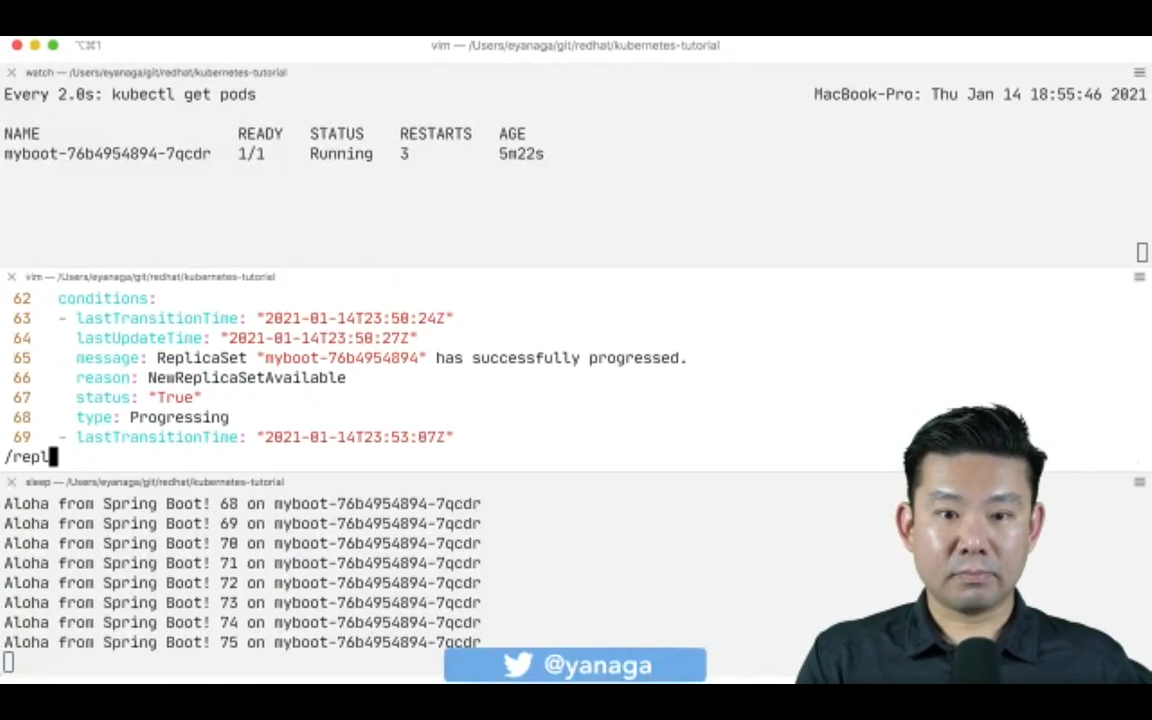 ⌥⌘1
vim — /Users/eyanaga/git/redhat/kubernetes-tutorial
watch — /Users/eyanaga/git/redhat/kubernetes-tutorial
Every 2.0s: kubectl get pods MacBook-Pro: Thu Jan 14 18:55:46 2021
NAME READY STATUS RESTARTS AGE
myboot-76b4954894-7qcdr 1/1 Running 3 5m22s
vim — /Users/eyanaga/git/redhat/kubernetes-tutorial
62 conditions:
63 - lastTransitionTime: "2021-01-14T23:50:24Z"
64 lastUpdateTime: "2021-01-14T23:50:27Z"
65 message: ReplicaSet "myboot-76b4954894" has successfully progressed.
66 reason: NewReplicaSetAvailable
67 status: "True"
68 type: Progressing
69 - lastTransitionTime: "2021-01-14T23:53:07Z"
/repl
sleep — /Users/eyanaga/git/redhat/kubernetes-tutorial
Aloha from Spring Boot! 68 on myboot-76b4954894-7qcdr
Aloha from Spring Boot! 69 on myboot-76b4954894-7qcdr
Aloha from Spring Boot! 70 on myboot-76b4954894-7qcdr
Aloha from Spring Boot! 71 on myboot-76b4954894-7qcdr
Aloha from Spring Boot! 72 on myboot-76b4954894-7qcdr
Aloha from Spring Boot! 73 on myboot-76b4954894-7qcdr
Aloha from Spring Boot! 74 on myboot-76b4954894-7qcdr
Aloha from Spring Boot! 75 on myboot-76b4954894-7qcdr
@yanaga